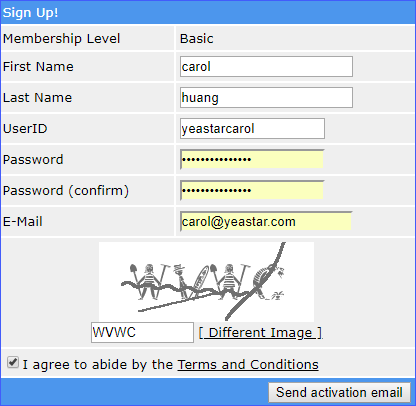 Sign Up!
Membership Level Basic
First Name carol
Last Name huang
UserID yeastarcarol
Password •••••••••••••••
Password (confirm) •••••••••••••••
E-Mail carol@yeastar.com
WVWC [ Different Image ]
I agree to abide by the Terms and Conditions
Send activation email